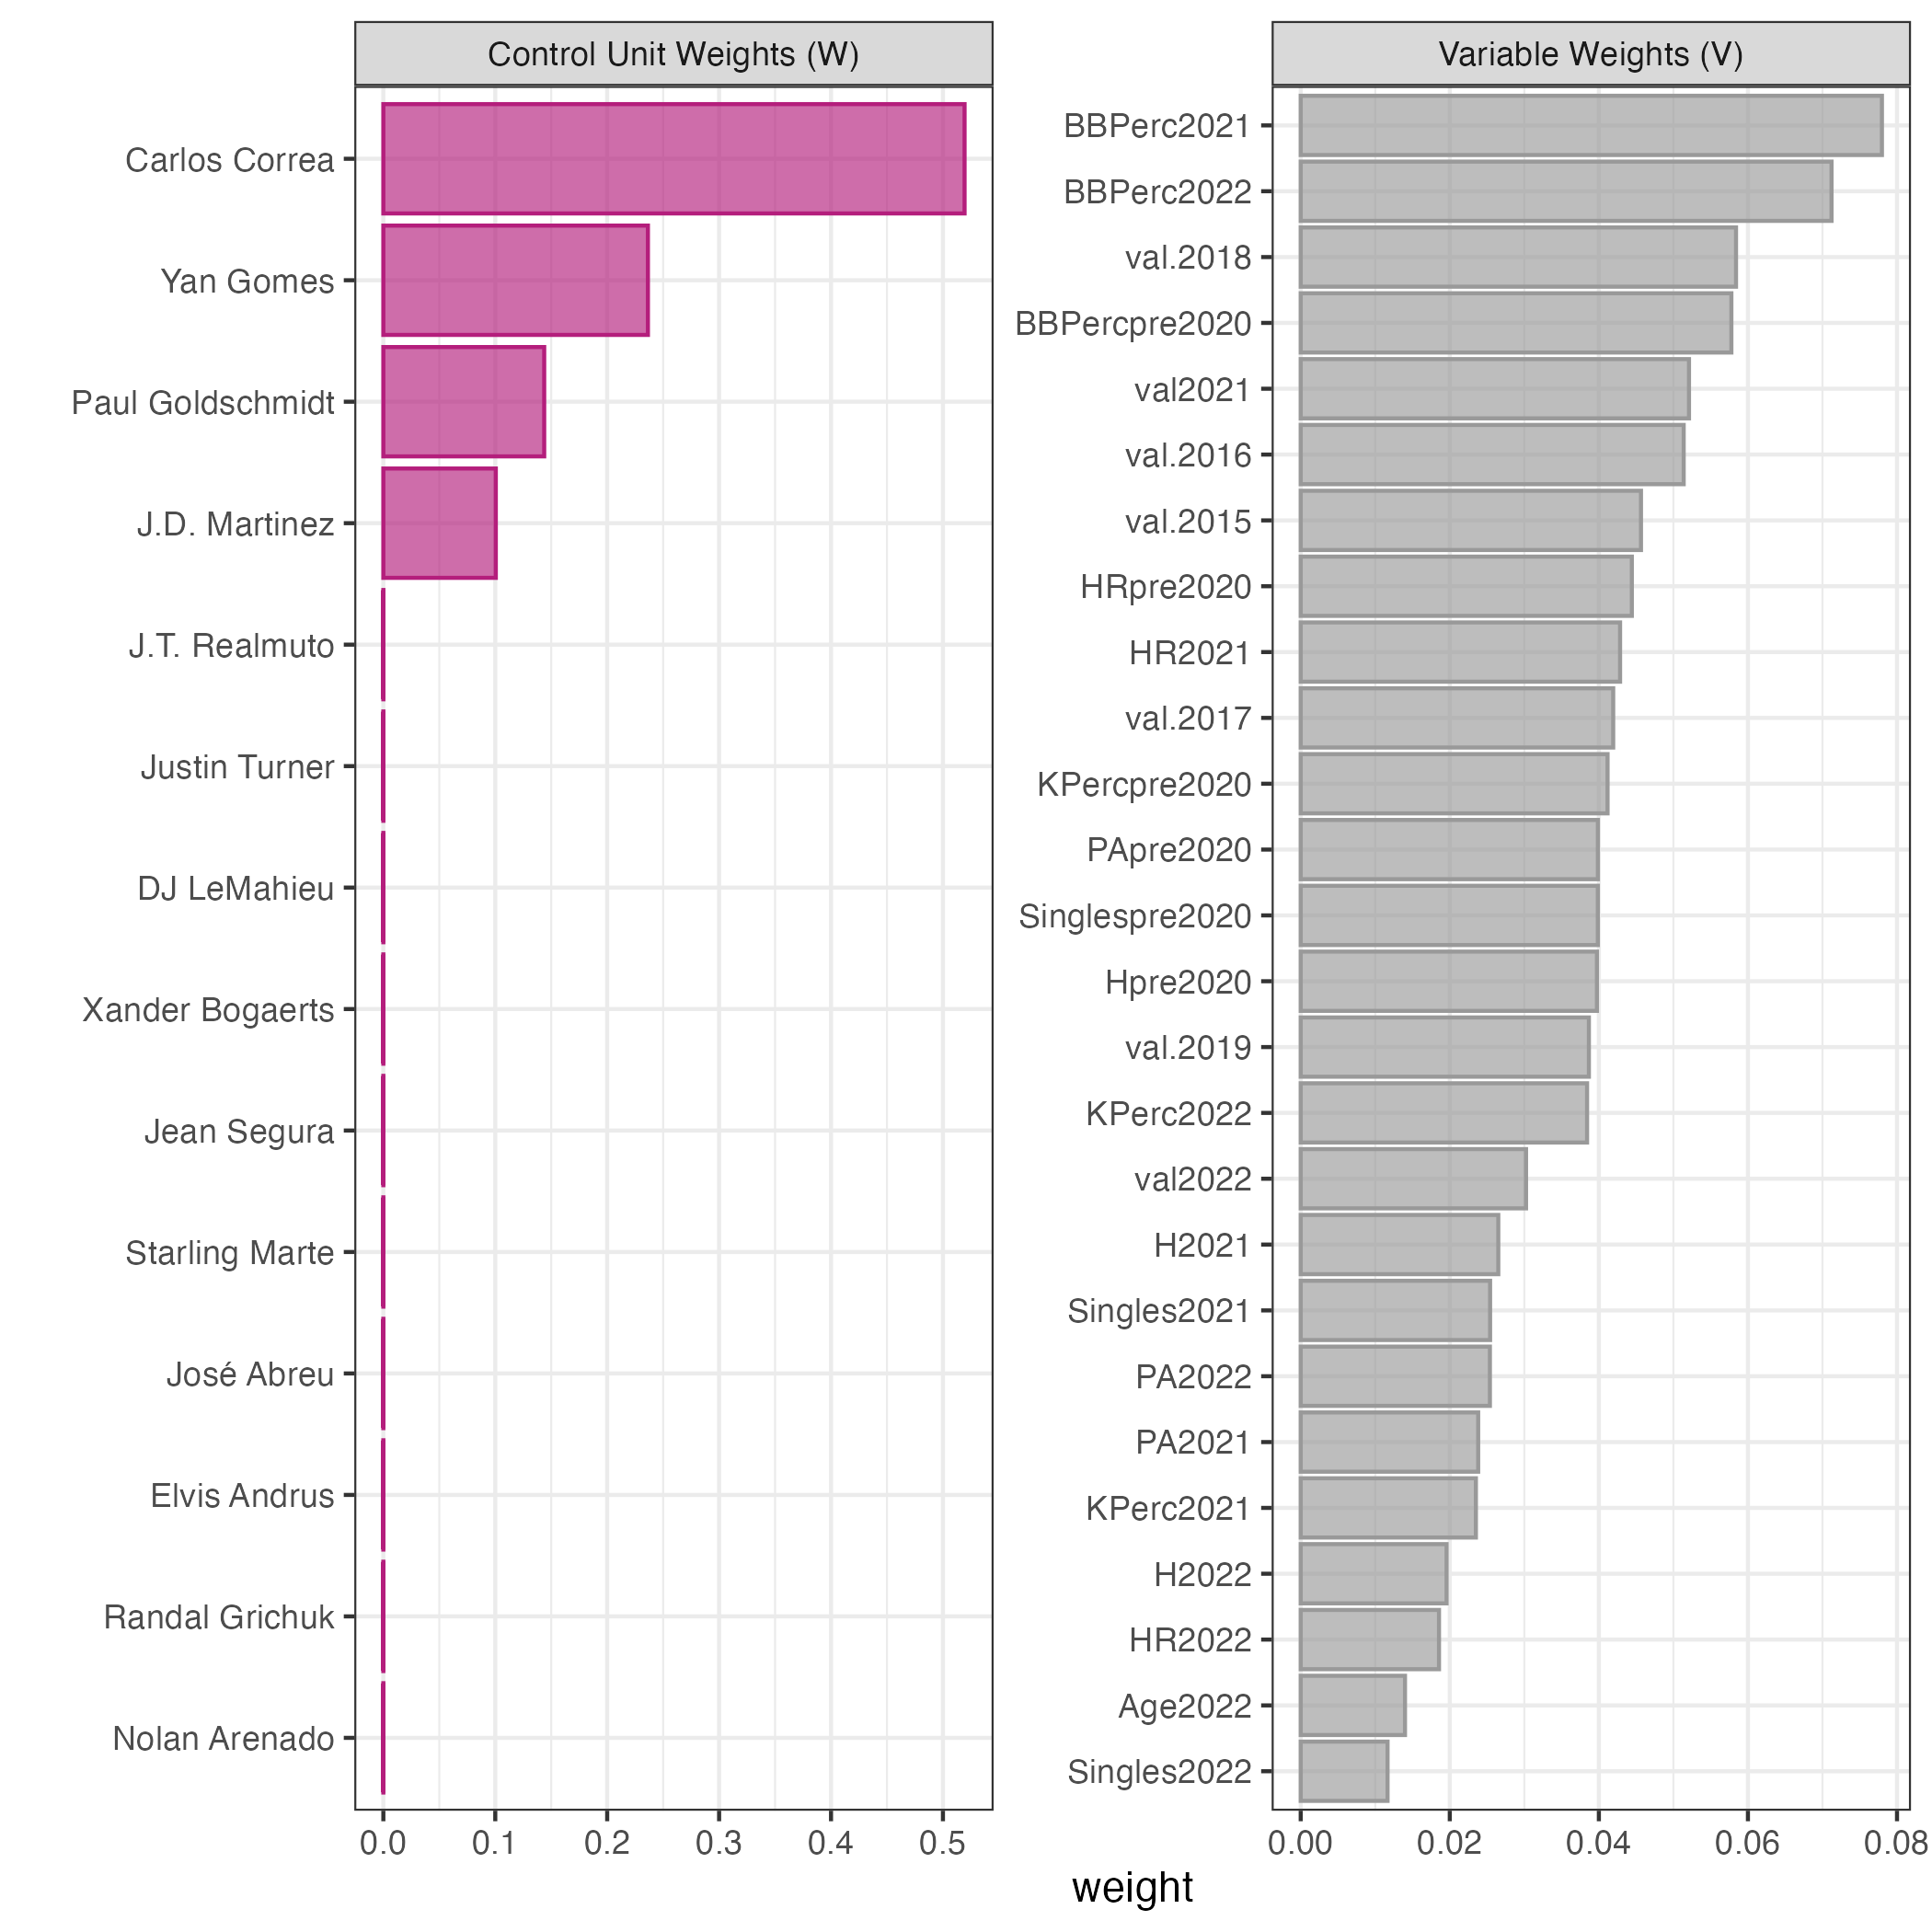 Control Unit Weights (W)
Carlos Correa
Yan Gomes
Paul Goldschmidt
J.D. Martinez
J.T. Realmuto
Justin Turner
DJ LeMahieu
Xander Bogaerts
Jean Segura
Starling Marte
José Abreu
Elvis Andrus
Randal Grichuk
Nolan Arenado
0.0 0.1 0.2 0.3 0.4 0.5
Variable Weights (V)
BBPerc2021
BBPerc2022
val.2018
BBPercpre2020
val2021
val.2016
val.2015
HRpre2020
HR2021
val.2017
KPercpre2020
PApre2020
Singlespre2020
Hpre2020
val.2019
KPerc2022
val2022
H2021
Singles2021
PA2022
PA2021
KPerc2021
H2022
HR2022
Age2022
Singles2022
0.00 0.02 0.04 0.06 0.08
weight